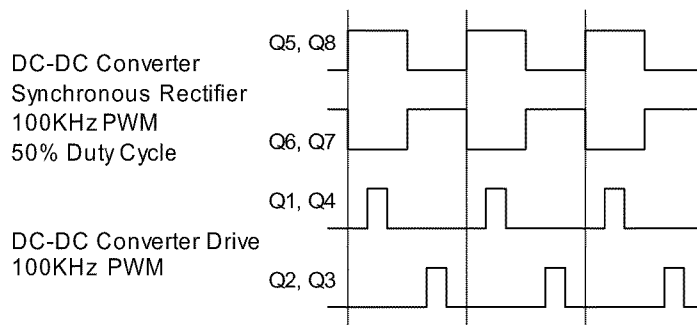 DC-DC Converter
Synchronous Rectifier
100KHz PWM
50% Duty Cycle
Q5, Q8
Q6, Q7
DC-DC Converter Drive
100KHz PWM
Q1, Q4
Q2, Q3